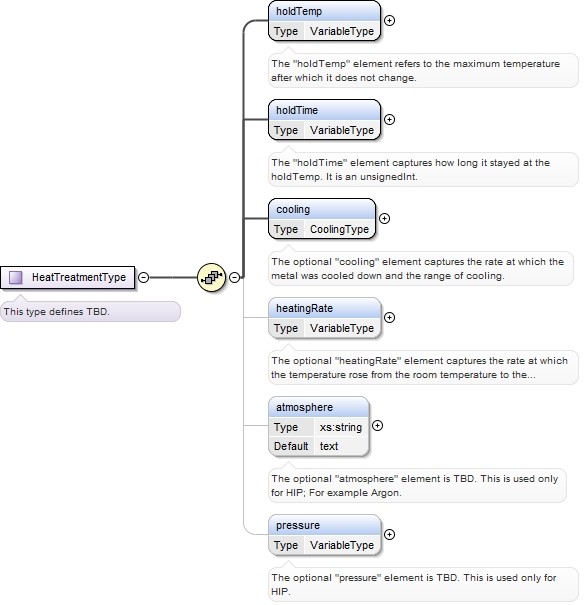 holdTemp
Type VariableType
The "holdTemp" element refers to the maximum temperature
after which it does not change.
holdTime
Type VariableType
The "holdTime" element captures how long it stayed at the
holdTemp. It is an unsignedInt.
cooling
Type CoolingType
The optional "cooling" element captures the rate at which the
metal was cooled down and the range of cooling.
HeatTreatmentType
This type defines TBD.
heatingRate
Type VariableType
The optional "heatingRate" element captures the rate at which
the temperature rose from the room temperature to the...
atmosphere
Type xs:string
Default text
The optional "atmosphere" element is TBD. This is used only
for HIP; For example Argon.
pressure
Type VariableType
The optional "pressure" element is TBD. This is used only for
HIP.